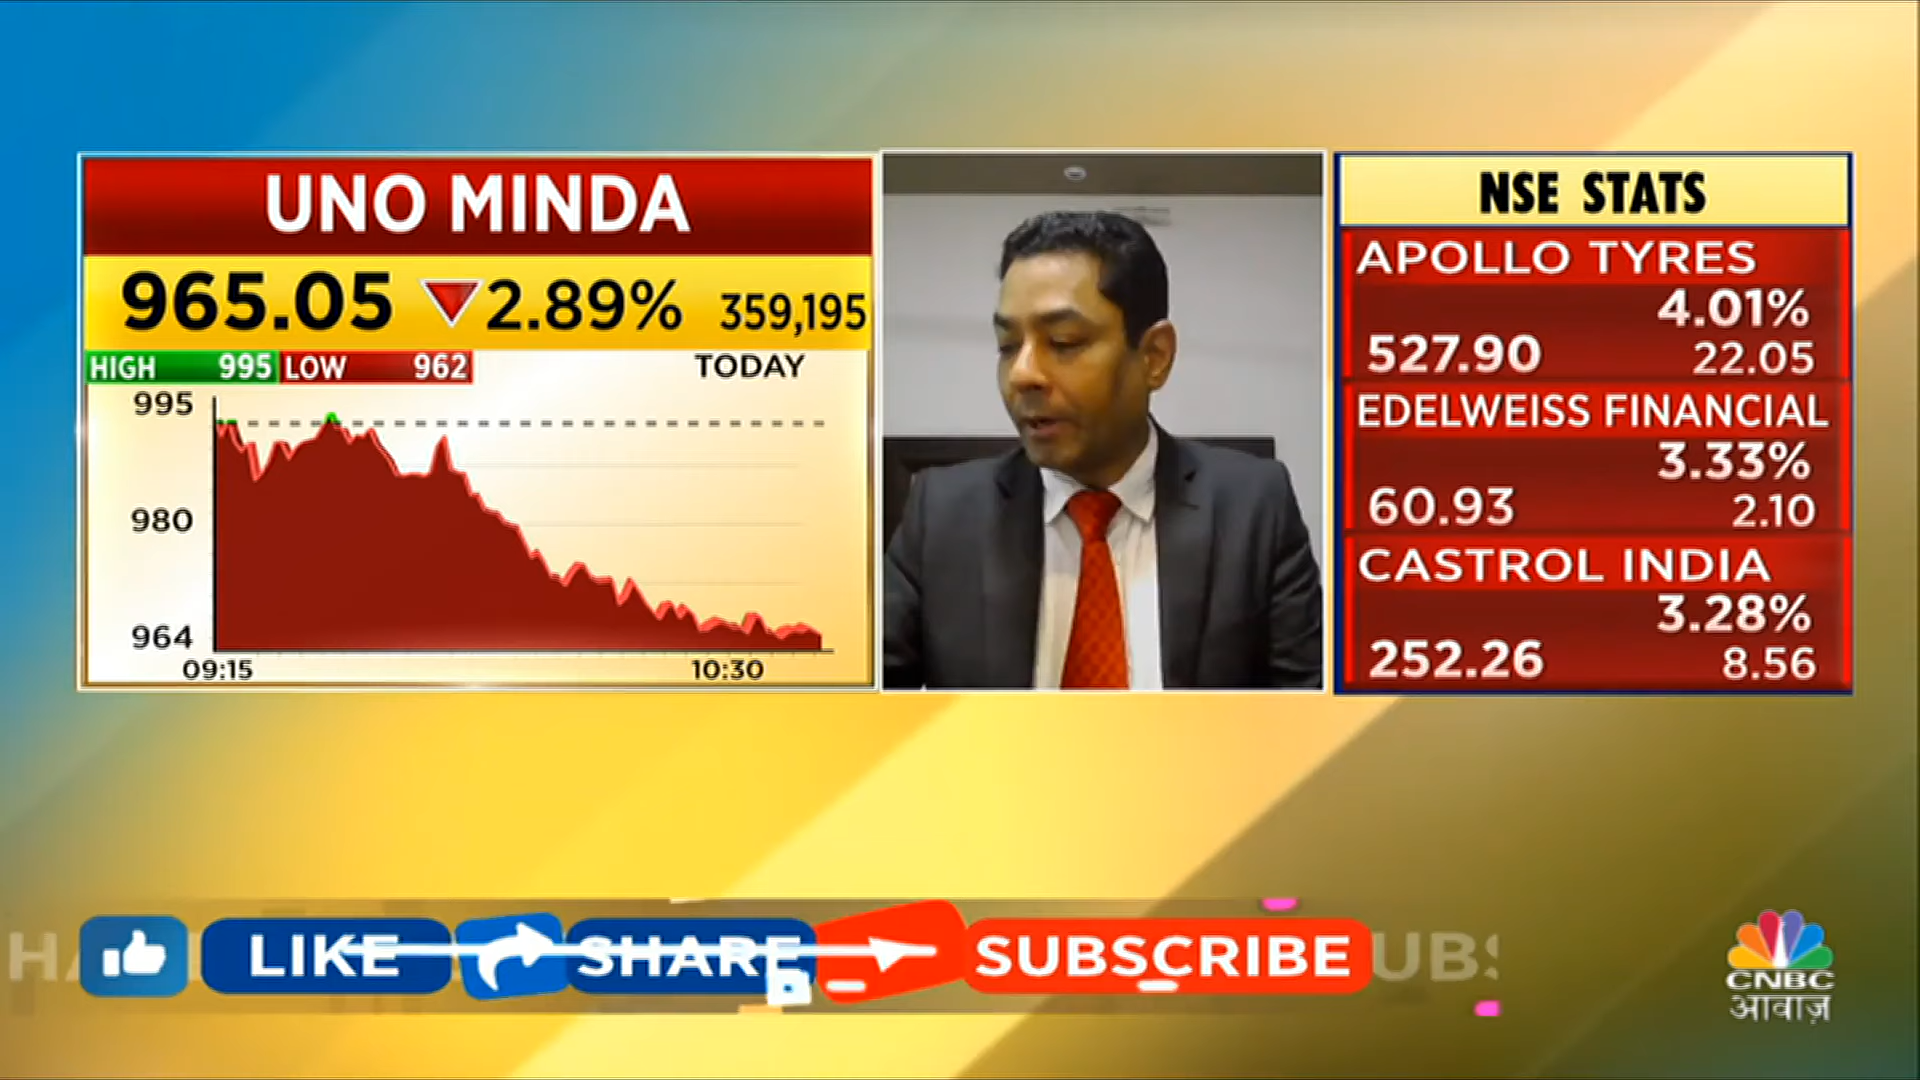 UNO MINDA
965.05 2.89% 359,195
HIGH 995 LOW 962 TODAY
995
980
964
09:15 10:30
NSE STATS
APOLLO TYRES
4.01%
527.90 22.05
EDELWEISS FINANCIAL
3.33%
60.93 2.10
CASTROL INDIA
3.28%
252.26 8.56
LIKE SHARE SUBSCRIBE
CNBC
आवाज़